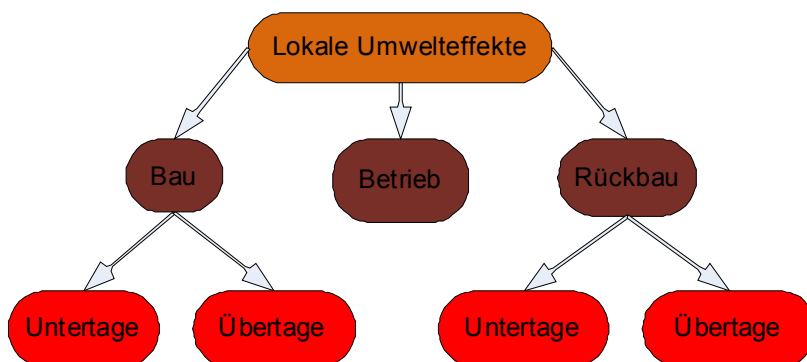 Lokale Umwelteffekte
Bau
Betrieb
Rückbau
Untertage
Übertage
Untertage
Übertage